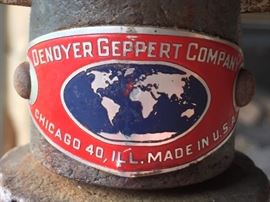 DENOYER GEPPERT COMPANY
CHICAGO 40, ILL. MADE IN U.S.A.